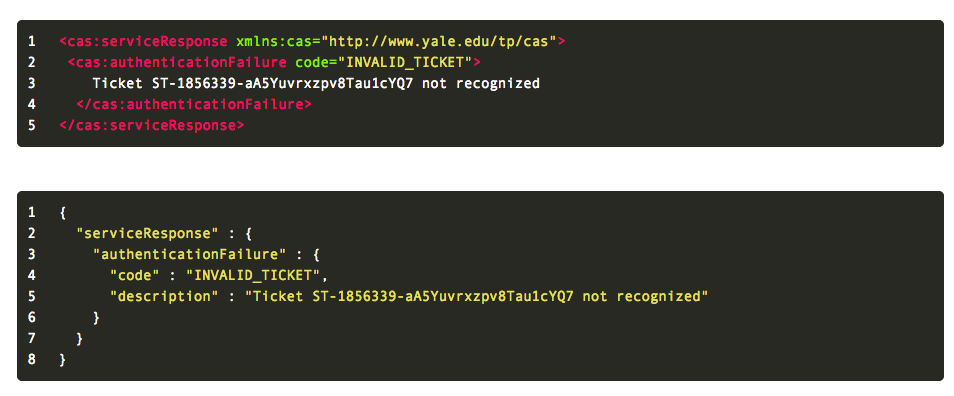 1 <cas:serviceResponse xmlns:cas="http://www.yale.edu/tp/cas">
2  <cas:authenticationFailure code="INVALID_TICKET">
3     Ticket ST-1856339-aA5Yuvrxzpv8Tau1cYQ7 not recognized
4   </cas:authenticationFailure>
5 </cas:serviceResponse>
1 {
2   "serviceResponse" : {
3     "authenticationFailure" : {
4       "code" : "INVALID_TICKET",
5       "description" : "Ticket ST-1856339-aA5Yuvrxzpv8Tau1cYQ7 not recognized"
6     }
7   }
8 }